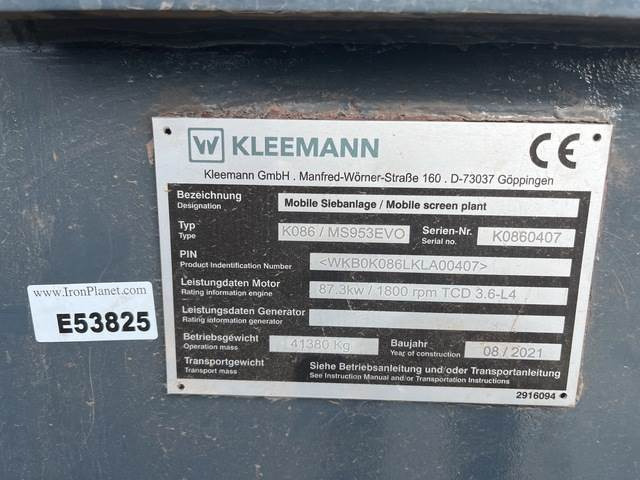 W KLEEMANN
CE
Kleemann GmbH . Manfred-Wörner-Straße 160 . D-73037 Göppingen
Bezeichnung
Designation
Mobile Siebanlage / Mobile screen plant
Typ
Type
K086 / MS953EVO
Serien-Nr.
Serial no.
K0860407
PIN
Product Indentification Number
<WKB0K086LKLA00407>
Leistungsdaten Motor
Rating information engine
87.3kw / 1800 rpm TCD 3.6-L4
Leistungsdaten Generator
Rating information generator
Betriebsgewicht
Operation mass
41380 Kg
Baujahr
Year of construction
08 / 2021
Transportgewicht
Transport mass
Siehe Betriebsanleitung und/oder Transportanleitung
See Instruction Manual and/or Transportation Instructions
2916094
www.IronPlanet.com
E53825